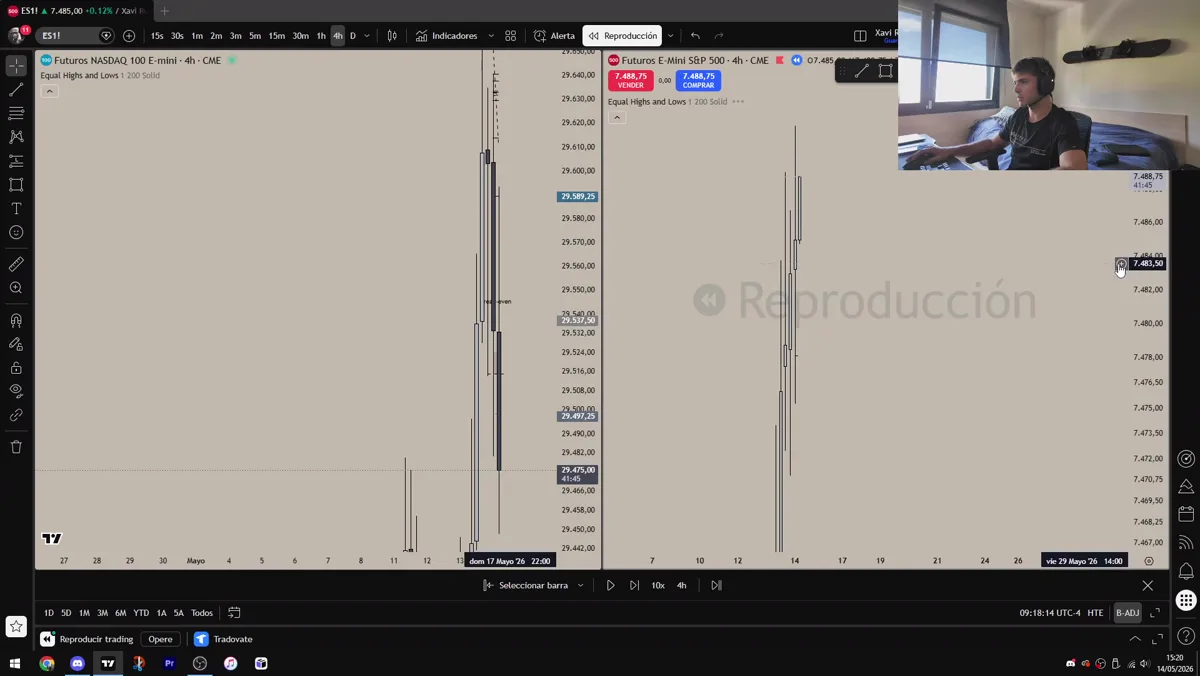 ES1! ▲ 7.485,00 +0.12% / Xavi
11
ES1!
15s 30s 1m 2m 3m 5m 15m 30m 1h 4h D
Indicadores
Alerta
Reproducción
Xavi R
Futuros NASDAQ 100 E-mini · 4h · CME
Equal Highs and Lows 1 200 Solid
29.640,00
29.630,00
29.620,00
29.610,00
29.600,00
29.589,25
29.580,00
29.570,00
29.560,00
29.550,00
29.540,00
29.537,50
29.532,00
29.524,00
29.516,00
29.508,00
29.500,00
29.497,25
29.490,00
29.482,00
29.475,00
41:45
29.466,00
29.458,00
29.450,00
29.442,00
27 28 29 Mayo 4 5 6 7 8 11 12 13
dom 17 Mayo '26 22:00
Futuros E-Mini S&P 500 · 4h · CME
7.488,75
VENDER
0,00
7.488,75
COMPRAR
Equal Highs and Lows 1 200 Solid
Reproducción
7.488,75
41:45
7.486,00
7.483,50
7.482,00
7.480,00
7.478,00
7.476,50
7.475,00
7.473,50
7.472,00
7.470,75
7.469,50
7.468,25
7.467,00
7 10 12 14 17 19 21 24 26
vie 29 Mayo '26 14:00
Seleccionar barra
10x 4h
1D 5D 1M 3M 6M YTD 1A 5A Todos
09:18:14 UTC-4 HTE B-ADJ
Reproducir trading Opere Tradovate
15:20
14/05/2026